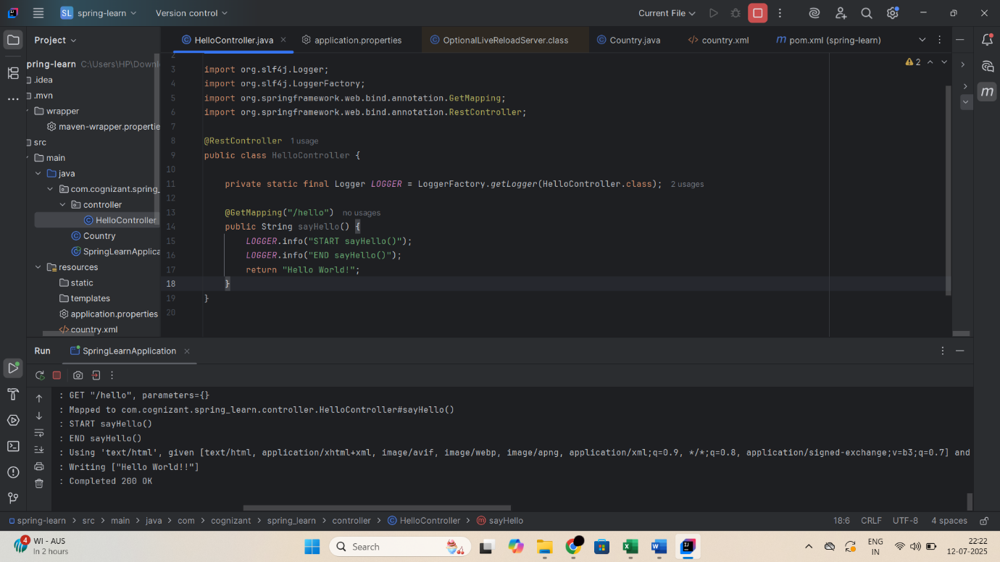 SL spring-learn Version control Current File
Project HelloController.java application.properties OptionalLiveReloadServer.class Country.java country.xml m pom.xml (spring-learn)
pring-learn C:\Users\HP\Downl
.idea
.mvn
wrapper
maven-wrapper.propertie
src
main
java
com.cognizant.spring_
controller
HelloController
Country
SpringLearnApplica
resources
static
templates
application.properties
country.xml
2
2
3 import org.slf4j.Logger;
4 import org.slf4j.LoggerFactory;
5 import org.springframework.web.bind.annotation.GetMapping;
6 import org.springframework.web.bind.annotation.RestController;
7
8 @RestController 1 usage
9 public class HelloController {
10
11 private static final Logger LOGGER = LoggerFactory.getLogger(HelloController.class); 2 usages
12
13 @GetMapping("/hello") no usages
14 public String sayHello() {
15 LOGGER.info("START sayHello()");
16 LOGGER.info("END sayHello()");
17 return "Hello World!";
18 }
19 }
20
m
Run SpringLearnApplication
: GET "/hello", parameters={}
: Mapped to com.cognizant.spring_learn.controller.HelloController#sayHello()
: START sayHello()
: END sayHello()
: Using 'text/html', given [text/html, application/xhtml+xml, image/avif, image/webp, image/apng, application/xml;q=0.9, */*;q=0.8, application/signed-exchange;v=b3;q=0.7] and
: Writing ["Hello World!!"]
: Completed 200 OK
spring-learn > src > main > java > com > cognizant > spring_learn > controller > HelloController > sayHello 18:6 CRLF UTF-8 4 spaces
4 WI - AUS
In 2 hours
Search
ENG
IN
22:22
12-07-2025